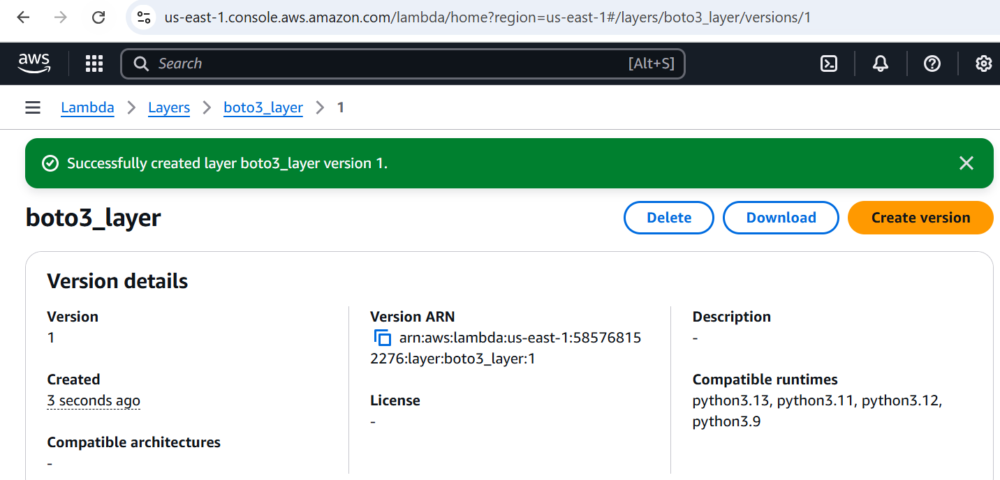 us-east-1.console.aws.amazon.com/lambda/home?region=us-east-1#/layers/boto3_layer/versions/1
aws
Search
[Alt+S]
Lambda > Layers > boto3_layer > 1
Successfully created layer boto3_layer version 1.
boto3_layer
Delete
Download
Create version
Version details
Version
1
Created
3 seconds ago
Compatible architectures
-
Version ARN
arn:aws:lambda:us-east-1:58576815
2276:layer:boto3_layer:1
License
-
Description
-
Compatible runtimes
python3.13, python3.11, python3.12,
python3.9